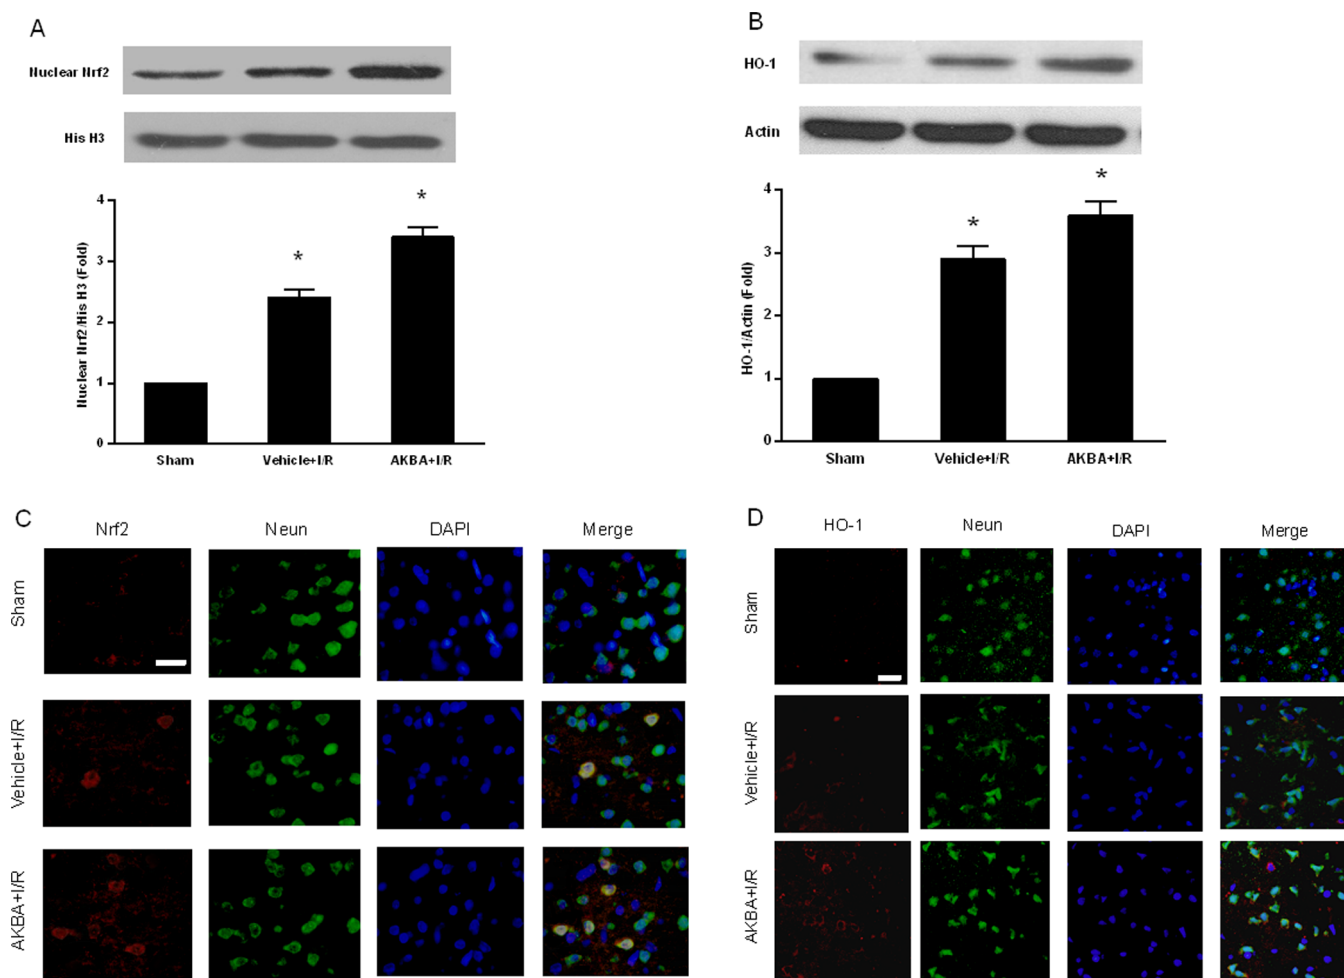 A
Nuclear Nrf2
His H3
Nuclear Nrf2/His H3 (Fold)
4
3
2
1
0
*
*
Sham Vehicle+I/R AKBA+I/R
B
HO-1
Actin
HO-1/Actin (Fold)
4
3
2
1
0
*
*
Sham Vehicle+I/R AKBA+I/R
C
Nrf2 Neun DAPI Merge
Sham
Vehicle+I/R
AKBA+I/R
D
HO-1 Neun DAPI Merge
Sham
Vehicle+I/R
AKBA+I/R